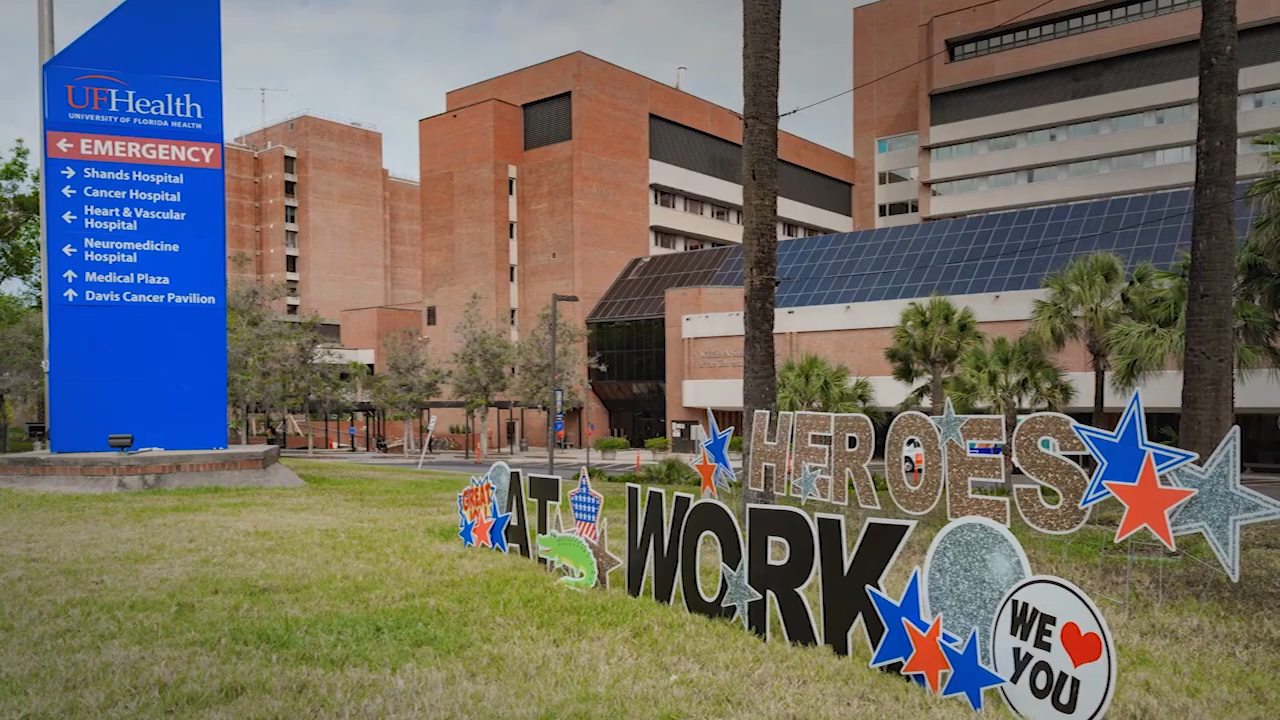 UFHealth
UNIVERSITY OF FLORIDA HEALTH
← EMERGENCY
→ Shands Hospital
← Cancer Hospital
← Heart & Vascular
Hospital
← Neuromedicine
Hospital
↑ Medical Plaza
↑ Davis Cancer Pavilion
HEROES
GREAT
AT WORK
WE ♥
YOU